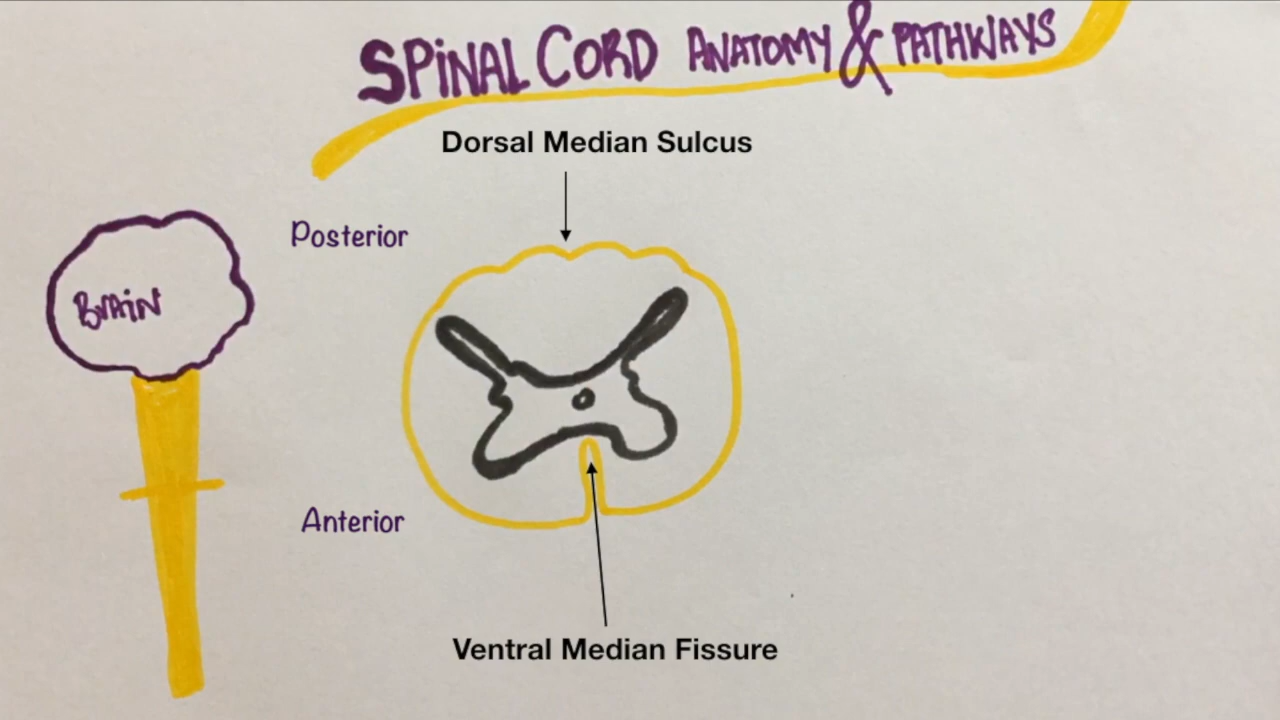 SPINAL CORD ANATOMY & PATHWAYS
Dorsal Median Sulcus
Posterior
BRAIN
Anterior
Ventral Median Fissure